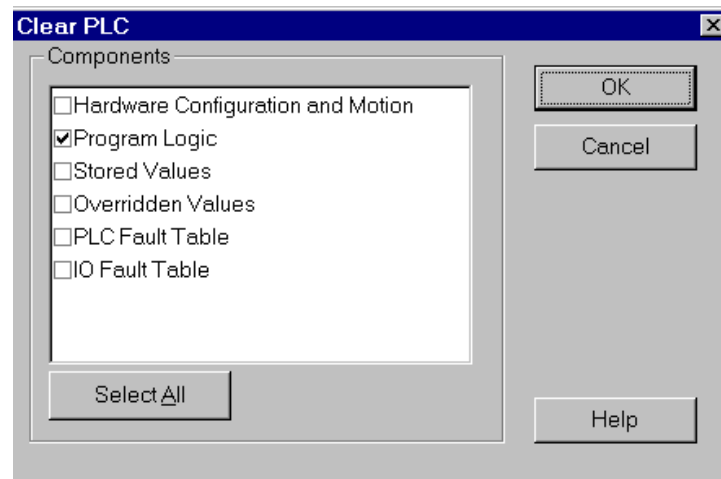 Clear PLC
Components
Hardware Configuration and Motion
Program Logic
Stored Values
Overridden Values
PLC Fault Table
IO Fault Table
Select All
OK
Cancel
Help